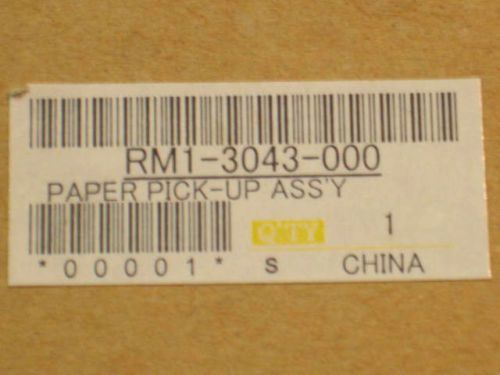 RM1-3043-000
PAPER PICK-UP ASS'Y
Q'TY 1
*00001* S CHINA